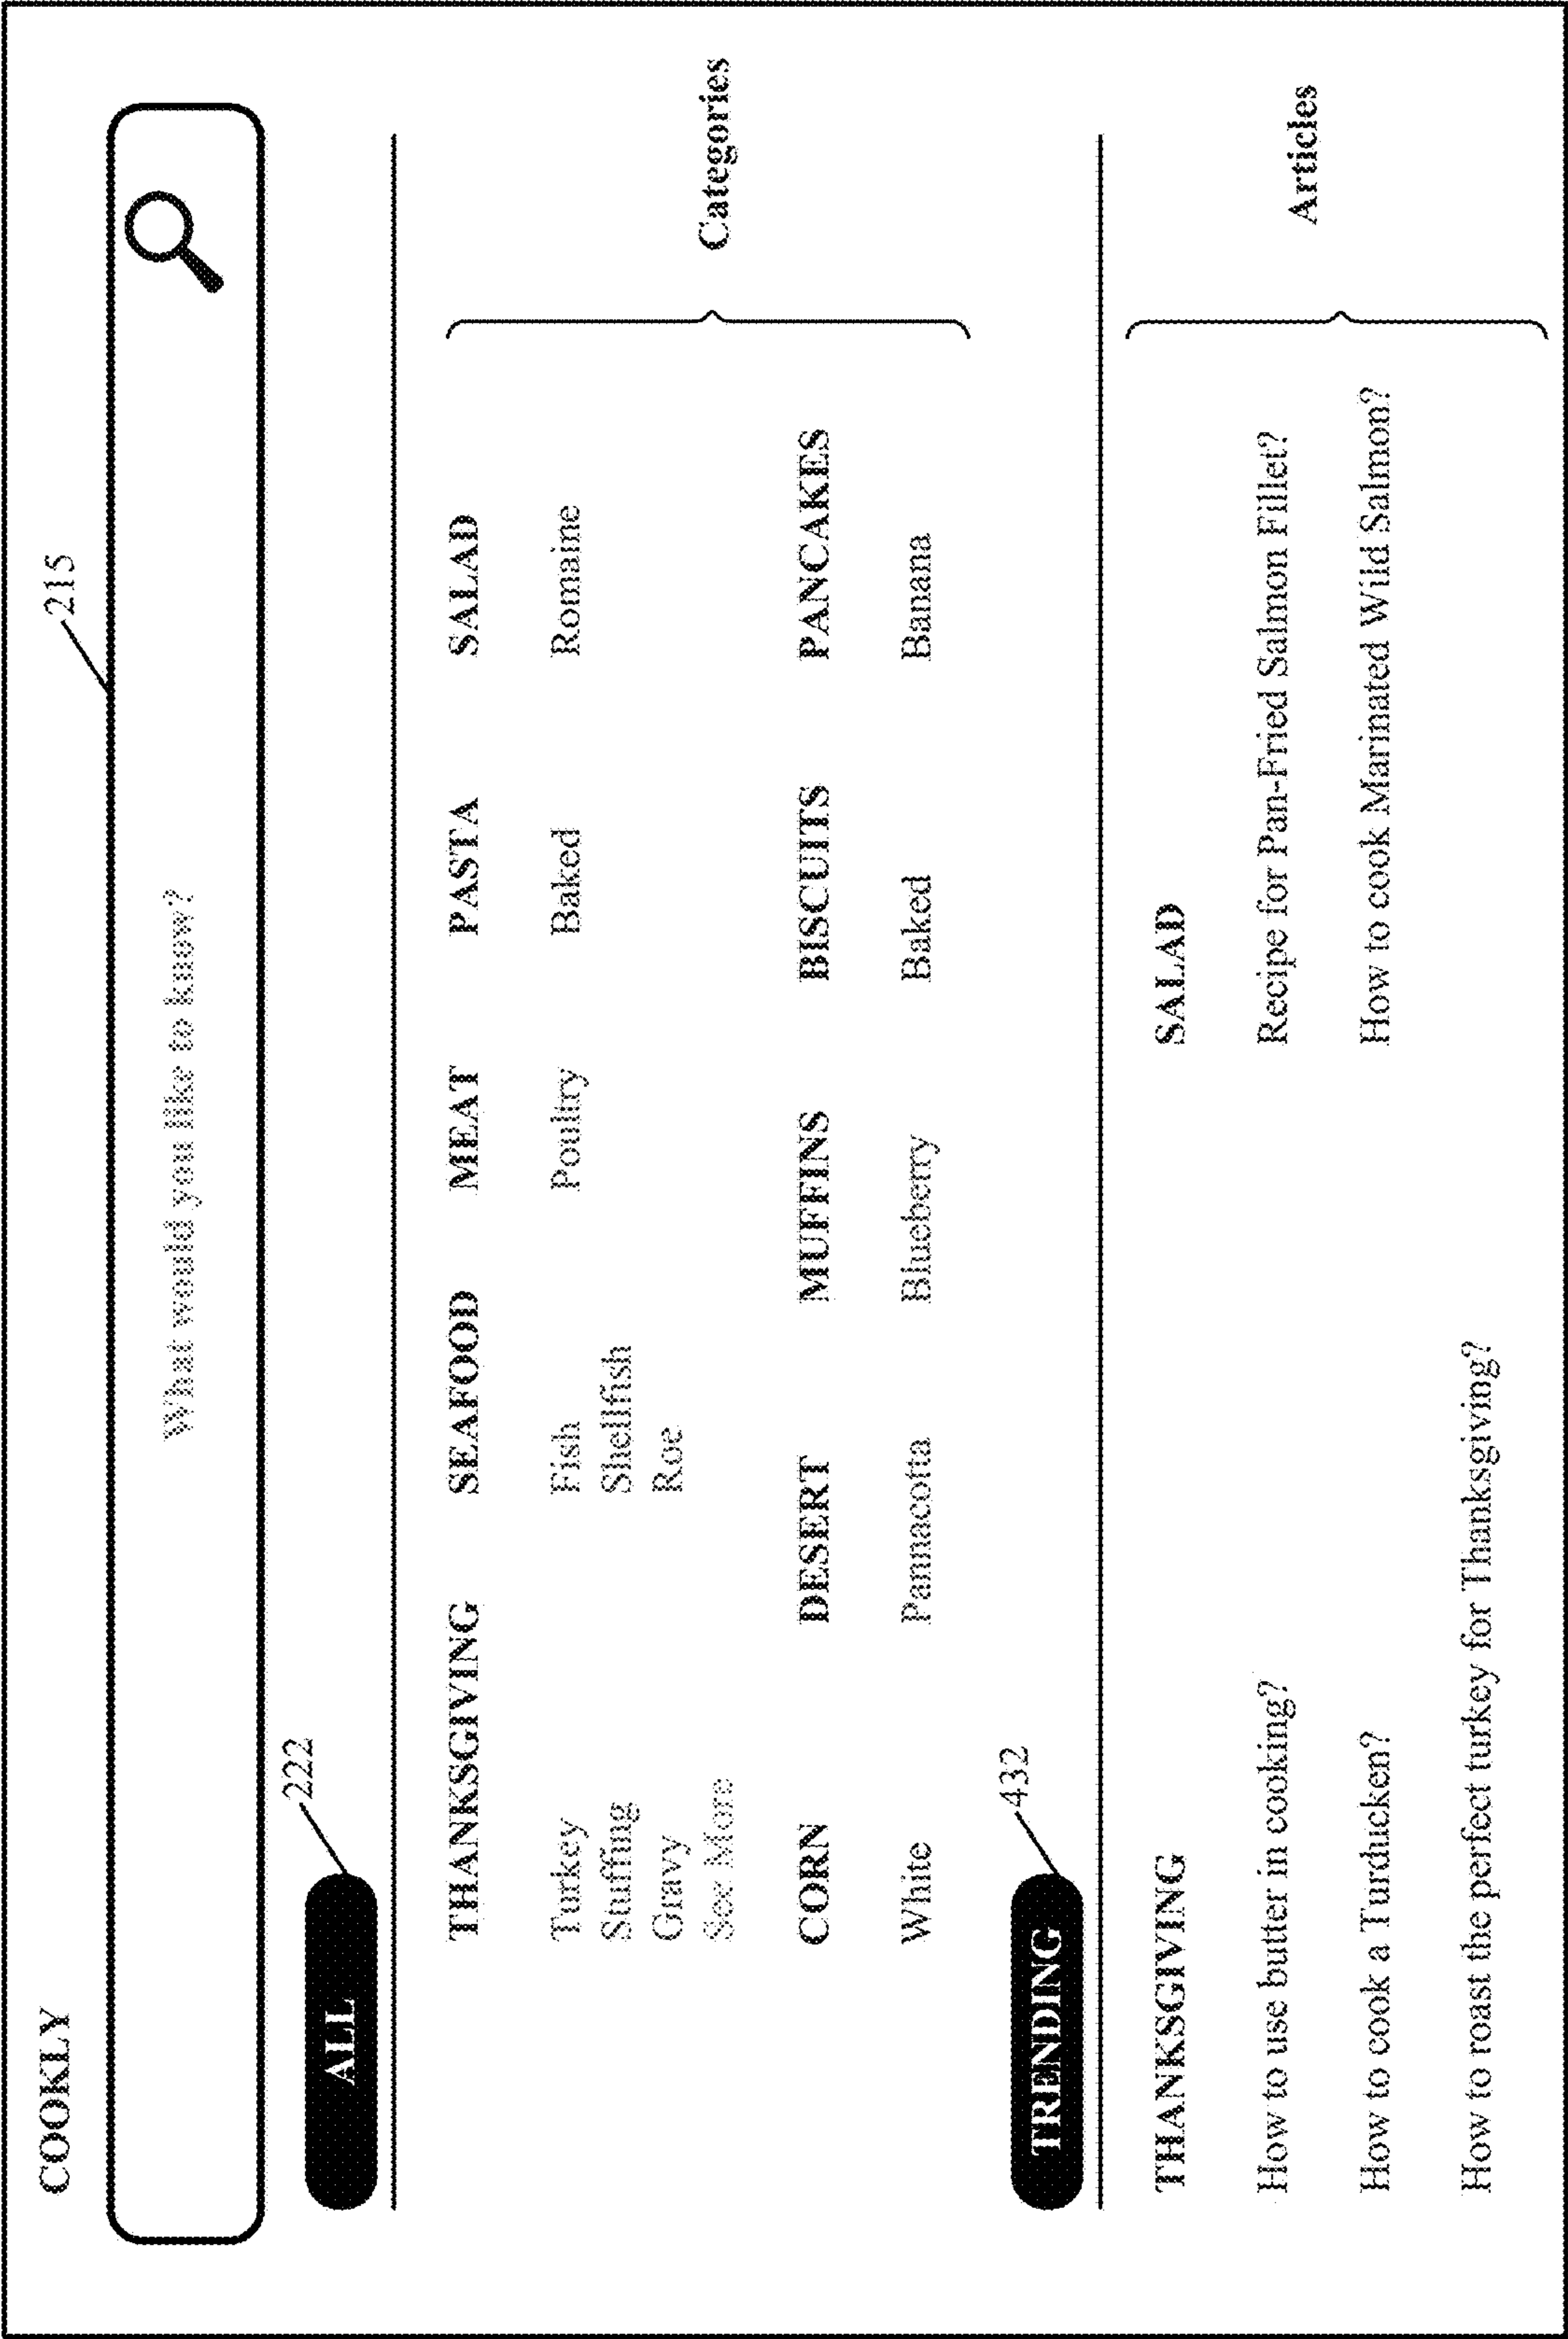 COOKLY
215
What would you like to know?
222
ALL
THANKSGIVING SEAFOOD MEAT PASTA SALAD
Turkey Fish Poultry Baked Romaine
Stuffing Shellfish
Gravy Roe
See More
Categories
CORN DESERT MUFFINS BISCUITS PANCAKES
White Pannacotta Blueberry Baked Banana
432
TRENDING
THANKSGIVING SALAD
How to use butter in cooking? Recipe for Pan-Fried Salmon Fillet?
Articles
How to cook a Turducken? How to cook Marinated Wild Salmon?
How to roast the perfect turkey for Thanksgiving?